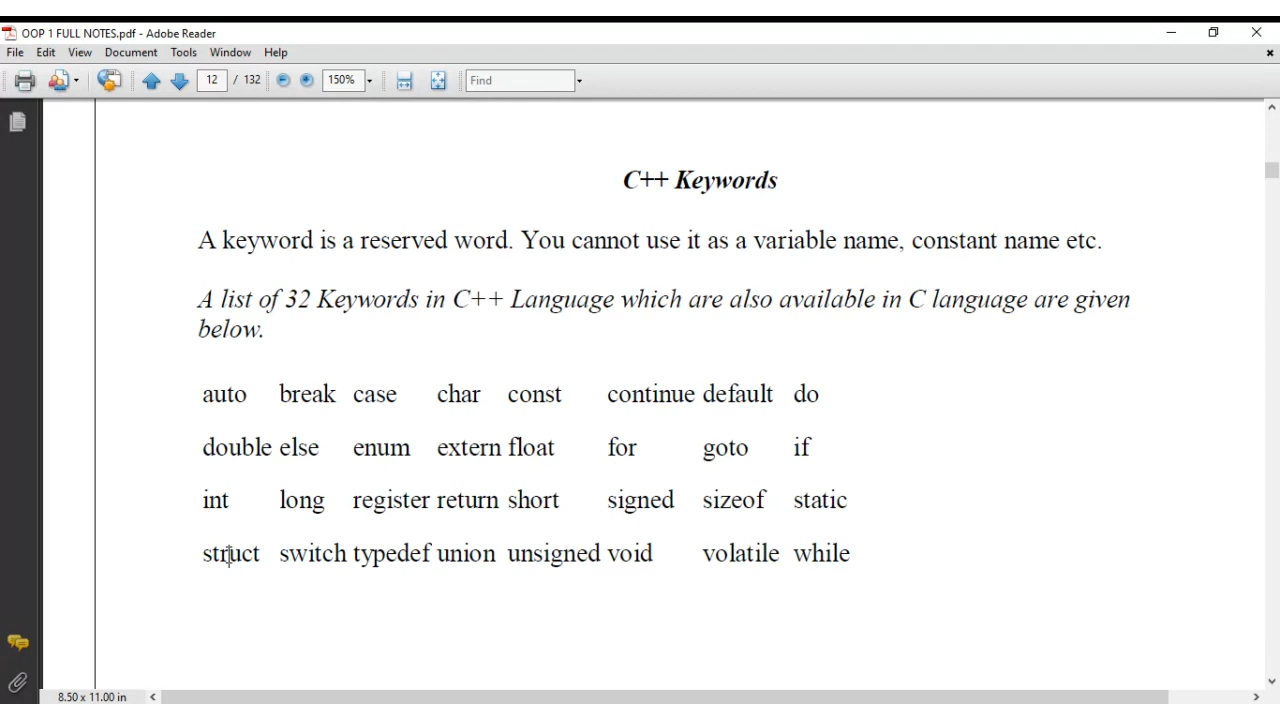 OOP 1 FULL NOTES.pdf - Adobe Reader
File Edit View Document Tools Window Help
12 / 132 150% Find
C++ Keywords
A keyword is a reserved word. You cannot use it as a variable name, constant name etc.
A list of 32 Keywords in C++ Language which are also available in C language are given
below.
auto break case char const continue default do
double else enum extern float for goto if
int long register return short signed sizeof static
struct switch typedef union unsigned void volatile while
8.50 x 11.00 in